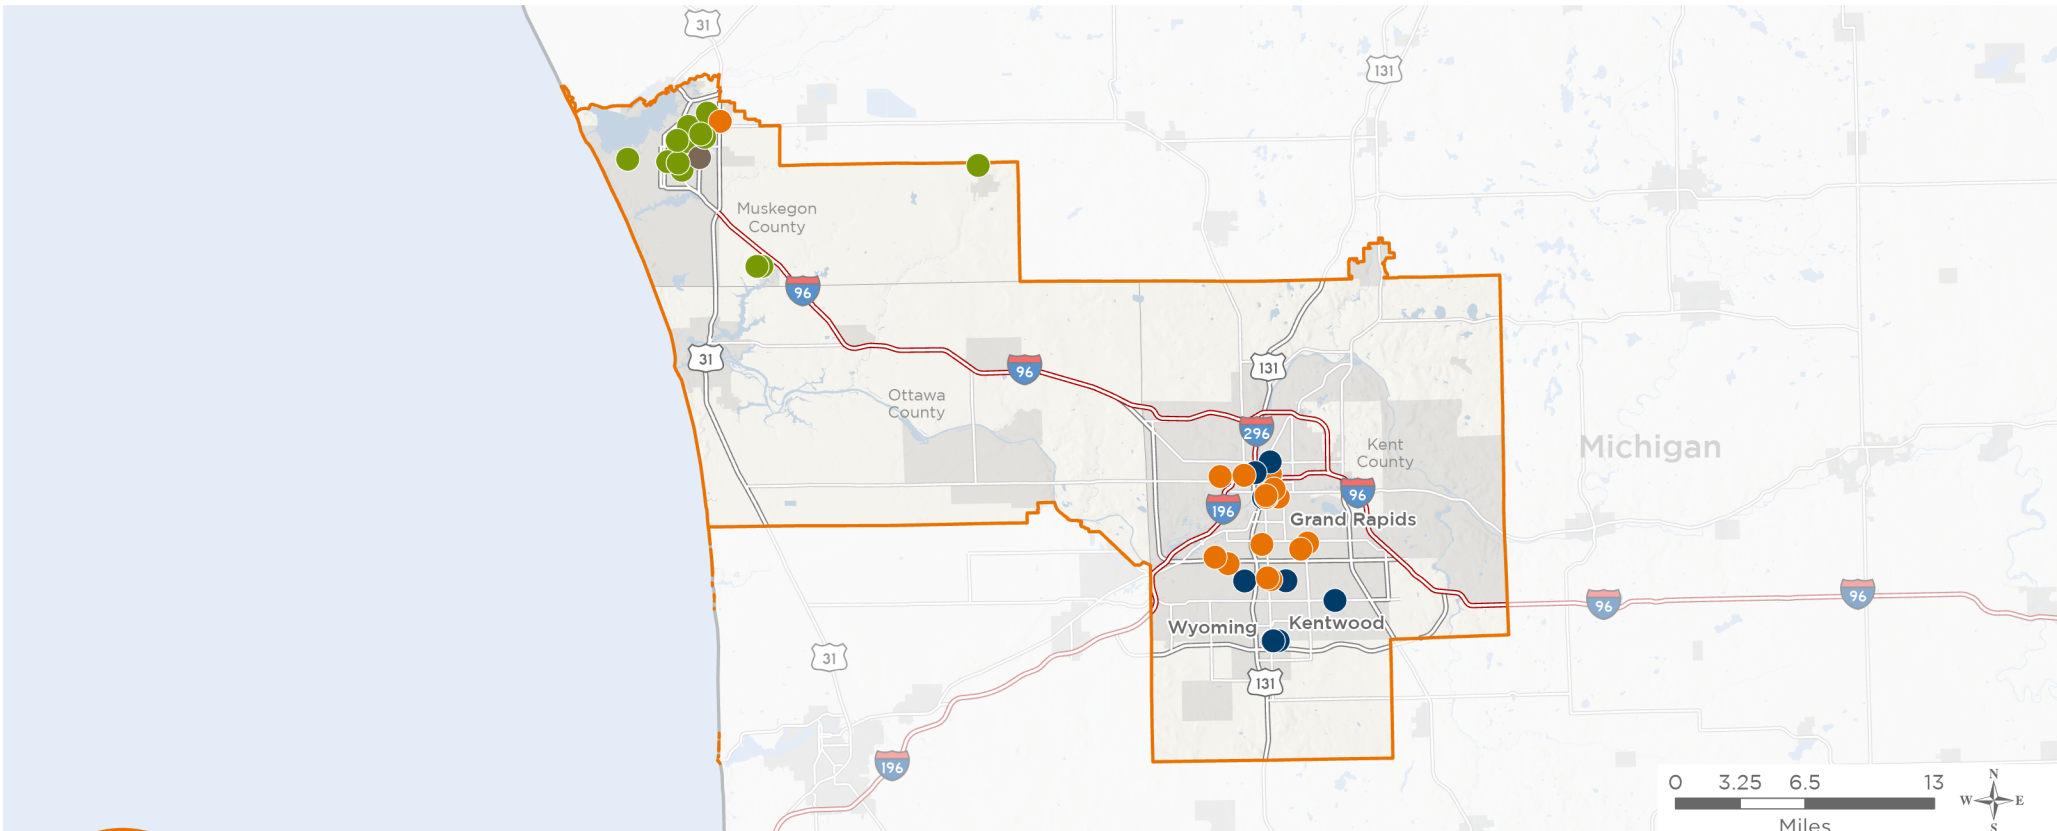 31
131
Muskegon
County
96
31
96
131
Ottawa
County
296
Kent
County
Michigan
96
196
Grand Rapids
96
96
Wyoming
Kentwood
31
131
196
0 3.25 6.5 13
Miles
N
W E
S